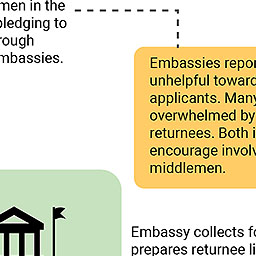 men in the
pledging to
rough
mbassies.
Embassies repor
unhelpful toward
applicants. Many
overwhelmed by
returnees. Both i
encourage involv
middlemen.
Embassy collects fo
prepares returnee li